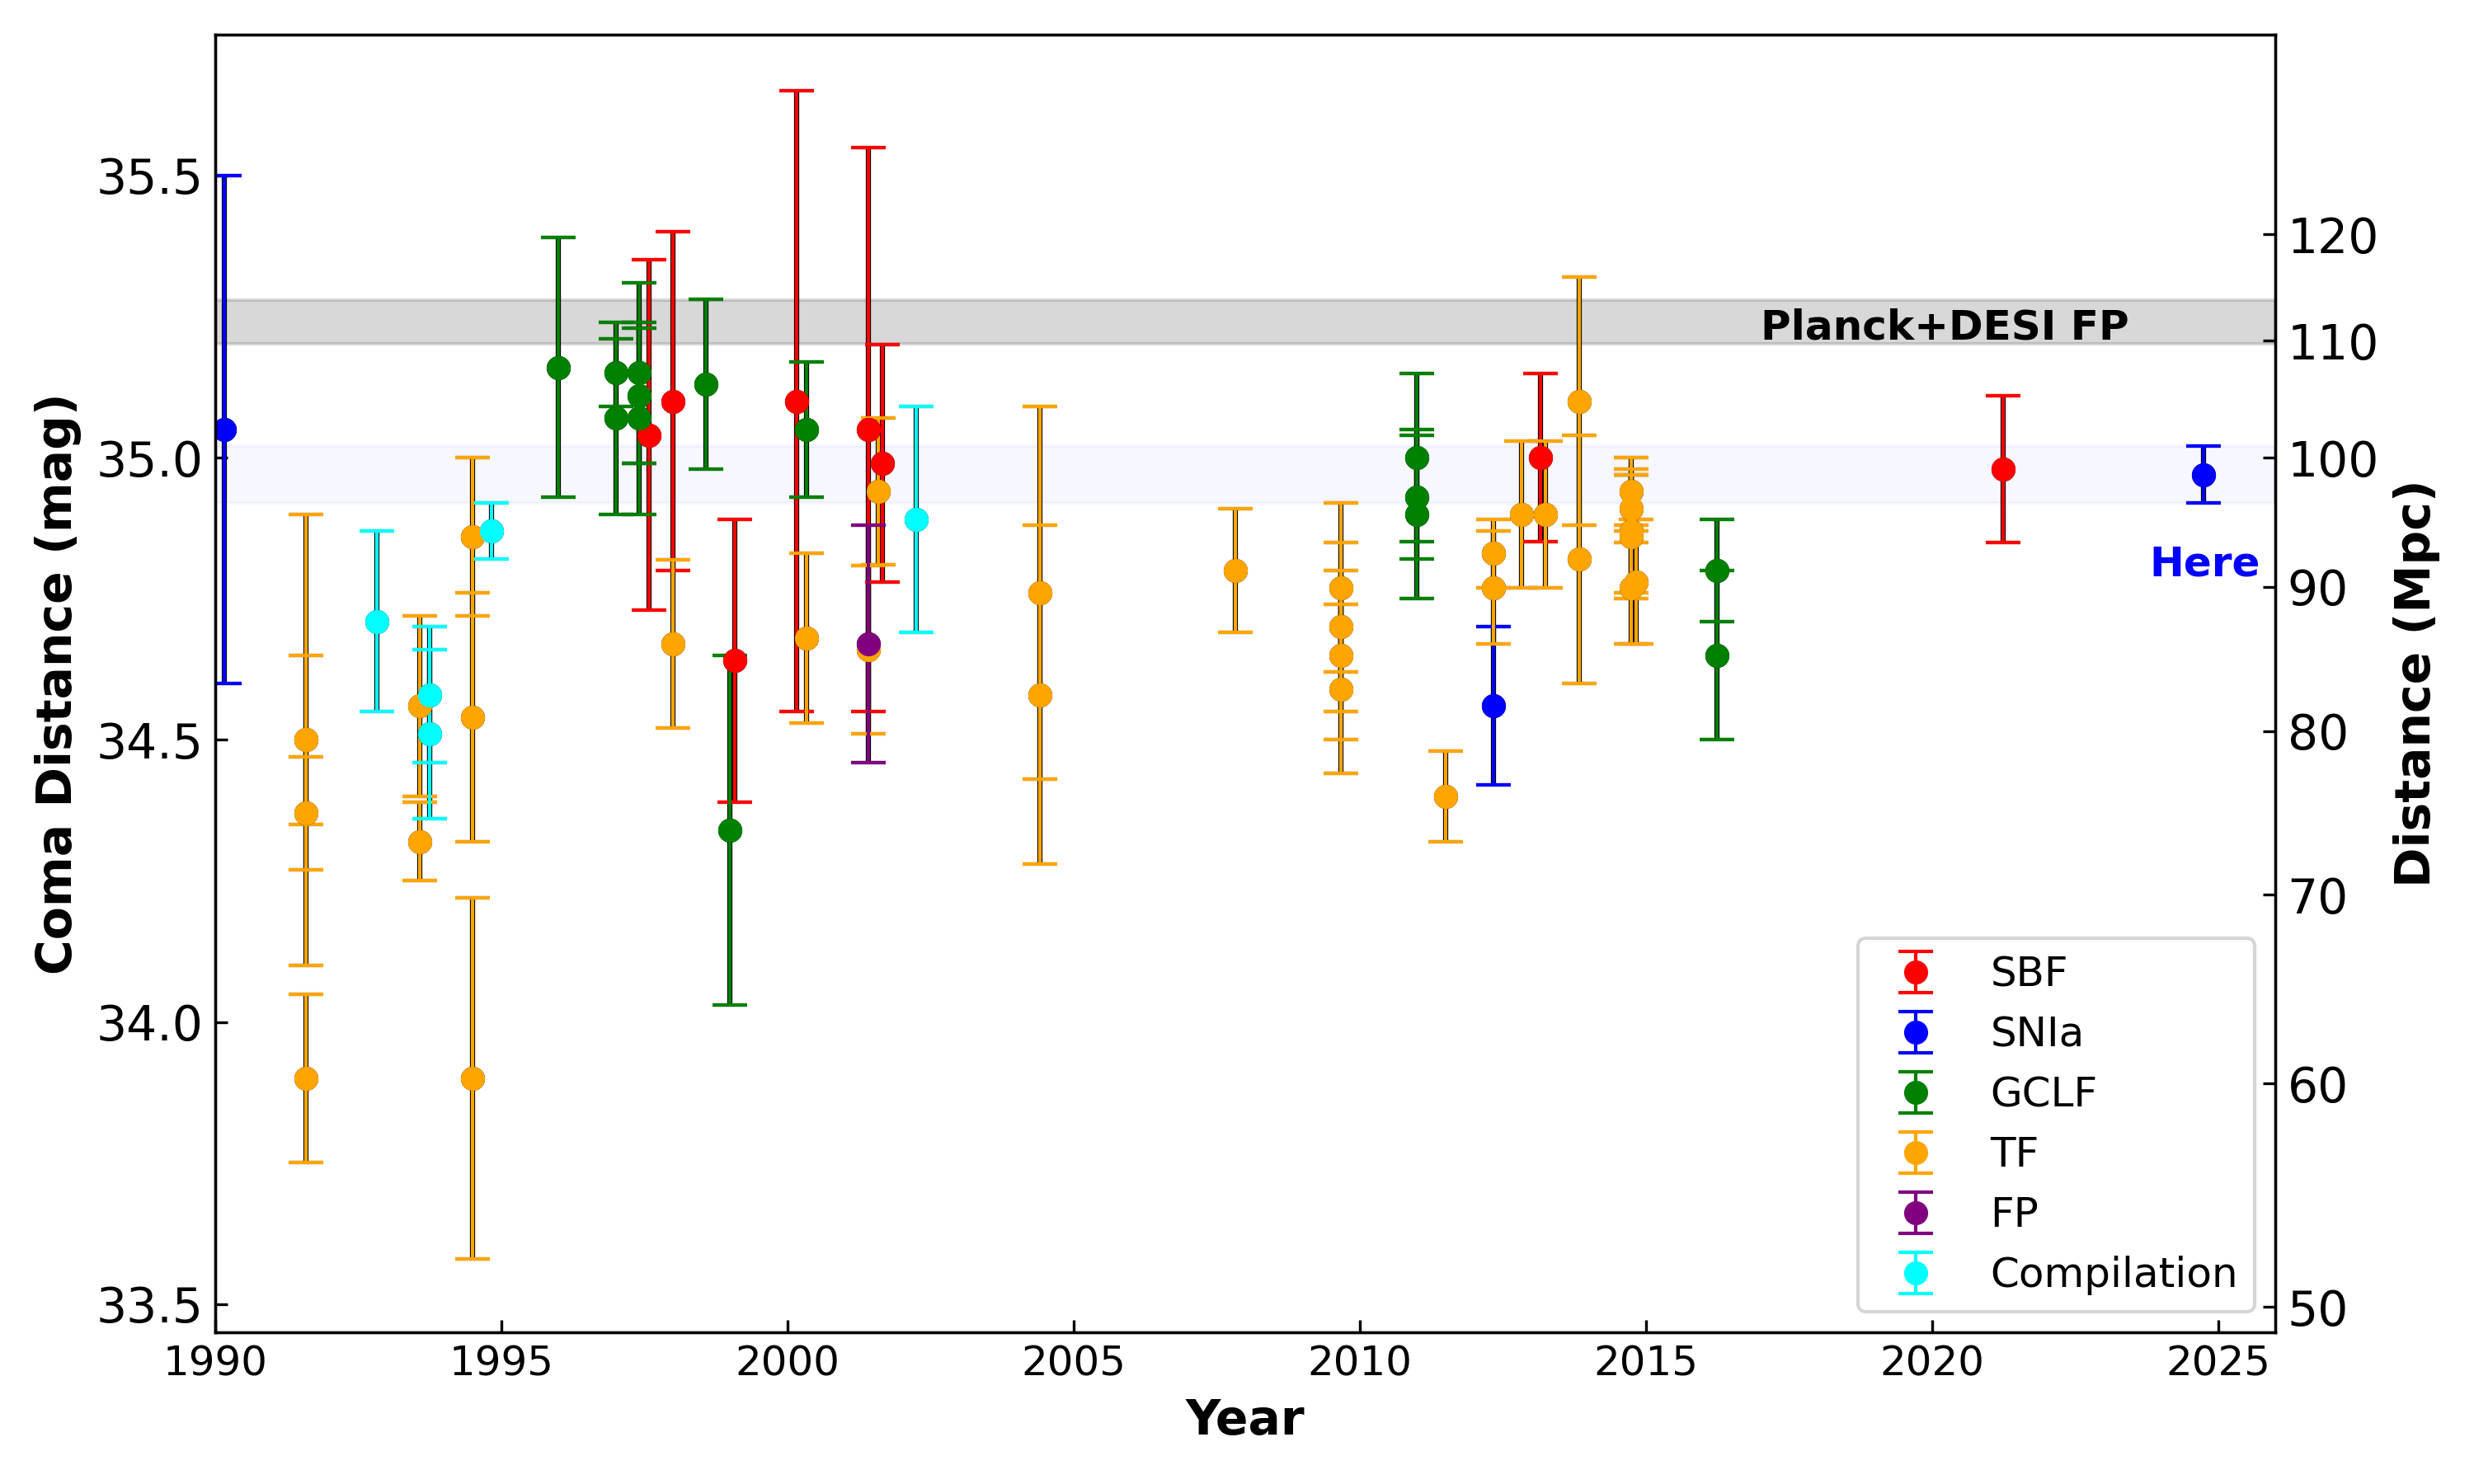 Coma Distance (mag)
35.5
35.0
34.5
34.0
33.5
1990
1995
2000
2005
2010
2015
2020
2025
Year
120
110
100
90
80
70
60
50
Distance (Mpc)
Planck+DESI FP
Here
SBF
SNIa
GCLF
TF
FP
Compilation